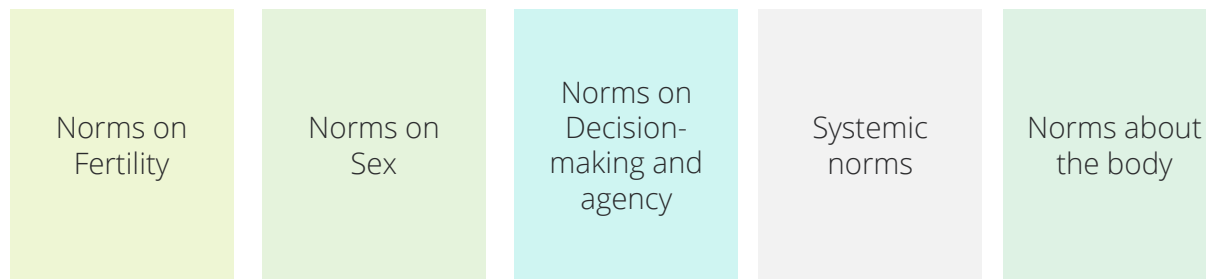 Norms on
Fertility
Norms on
Sex
Norms on
Decision-
making and
agency
Systemic
norms
Norms about
the body